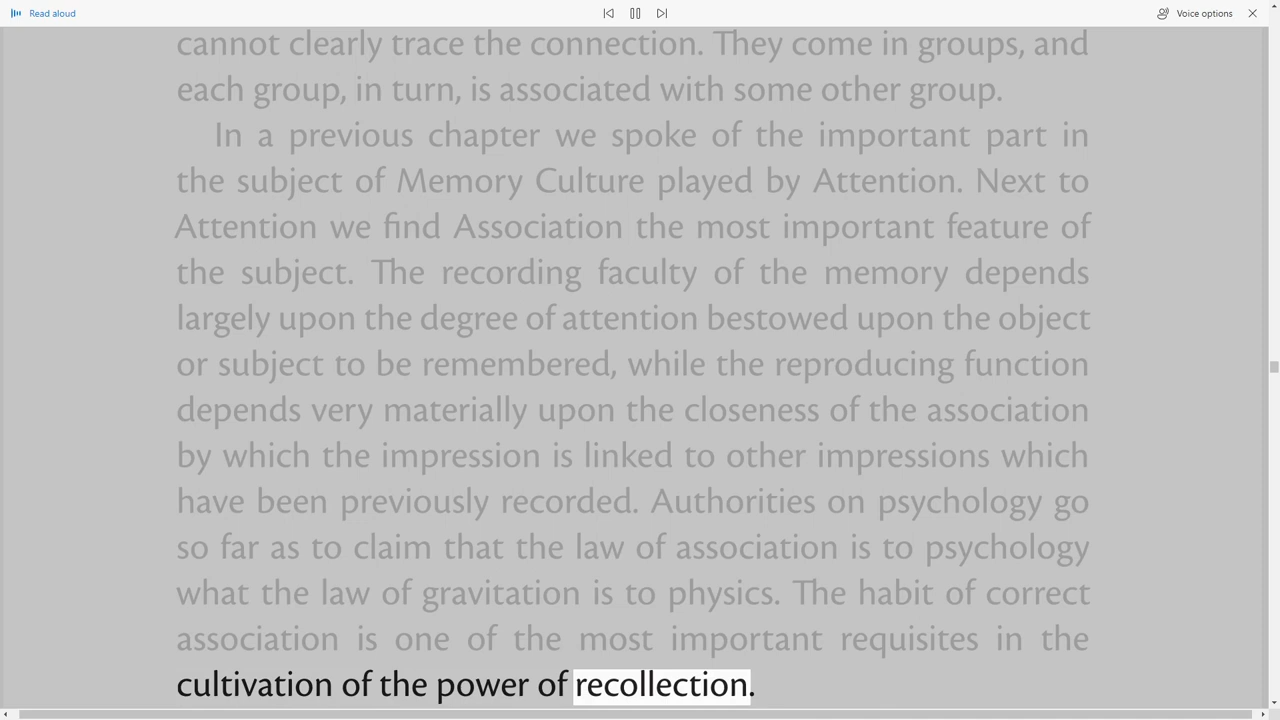 Read aloud
Voice options
cannot clearly trace the connection. They come in groups, and
each group, in turn, is associated with some other group.
In a previous chapter we spoke of the important part in
the subject of Memory Culture played by Attention. Next to
Attention we find Association the most important feature of
the subject. The recording faculty of the memory depends
largely upon the degree of attention bestowed upon the object
or subject to be remembered, while the reproducing function
depends very materially upon the closeness of the association
by which the impression is linked to other impressions which
have been previously recorded. Authorities on psychology go
so far as to claim that the law of association is to psychology
what the law of gravitation is to physics. The habit of correct
association is one of the most important requisites in the
cultivation of the power of recollection.